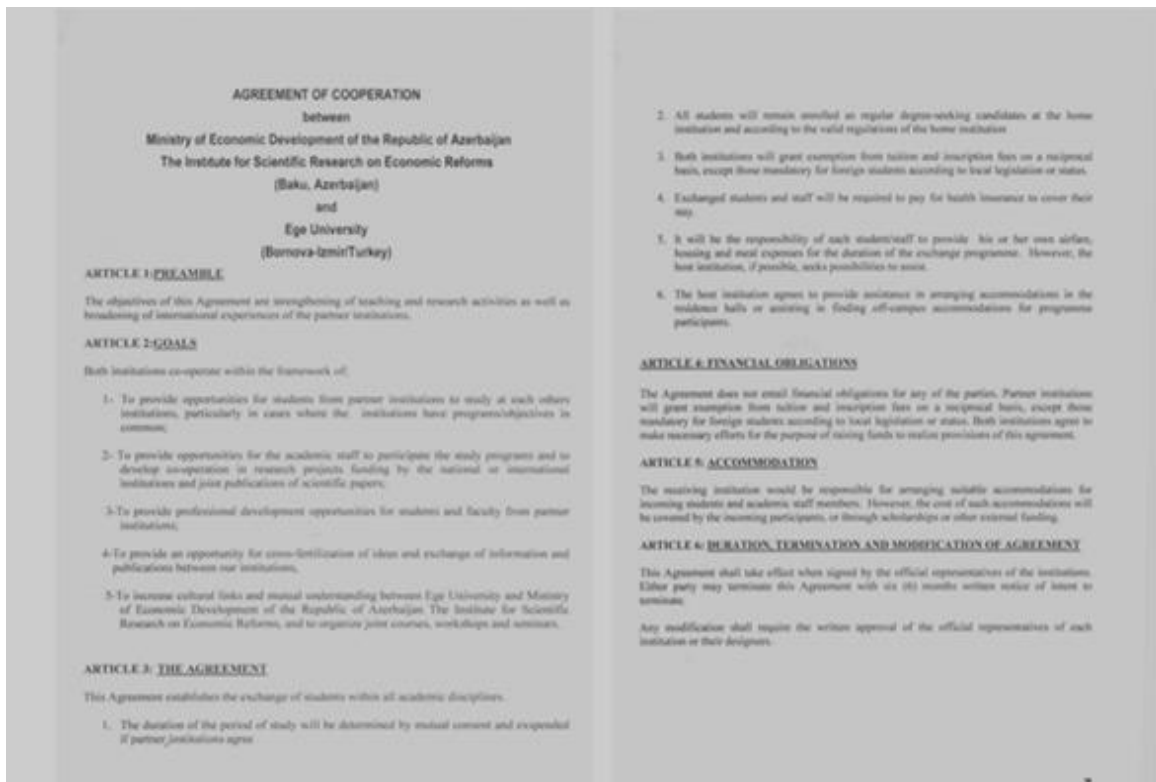 AGREEMENT OF COOPERATION
between
Ministry of Economic Development of the Republic of Azerbaijan
The Institute for Scientific Research on Economic Reforms
(Baku, Azerbaijan)
and
Ege University
(Bornova-Izmir/Turkey)
ARTICLE 1:PREAMBLE
The objectives of this Agreement are strengthening of teaching and research activities as well as
broadening of international experiences of the partner institutions.
ARTICLE 2:GOALS
Both institutions co-operate within the framework of;
1- To provide opportunities for students from partner institutions to study at each others
institutions, particularly in cases where the institutions have programs/objectives in
common;
2- To provide opportunities for the academic staff to participate the study programs and to
develop co-operation in research projects funding by the national or international
institutions and joint publications of scientific papers;
3-To provide professional development opportunities for students and faculty from partner
institutions;
4-To provide an opportunity for cross-fertilization of ideas and exchange of information and
publications between our institutions,
5-To increase cultural links and mutual understanding between Ege University and Ministry
of Economic Development of the Republic of Azerbaijan The Institute for Scientific
Research on Economic Reforms, and to organize joint courses, workshops and seminars.
ARTICLE 3: THE AGREEMENT
This Agreement establishes the exchange of students within all academic disciplines.
1. The duration of the period of study will be determined by mutual consent and
if partner institutions agree
2. All students will remain enrolled as regular degree-seeking candidates at the home
institution and according to the valid regulations of the home institution
3. Both institutions will grant exemption from tuition and inscription fees on a reciprocal
basis, except those mandatory for foreign students according to local legislation or status.
4. Exchanged students and staff will be required to pay for health insurance to cover their
stay.
5. It will be the responsibility of each student/staff to provide his or her own airfare,
housing and meal expenses for the duration of the exchange programme. However, the
host institution, if possible, seeks possibilities to assist.
6. The host institution agrees to provide assistance in arranging accommodations in the
residence halls or assisting in finding off-campus accommodations for programme
participants.
ARTICLE 4: FINANCIAL OBLIGATIONS
The Agreement does not entail financial obligations for any of the parties. Partner institutions
will grant exemption from tuition and inscription fees on a reciprocal basis, except those
mandatory for foreign students according to local legislation or status. Both institutions agree to
make necessary efforts for the purpose of raising funds to realize provisions of this agreement.
ARTICLE 5: ACCOMMODATION
The receiving institution would be responsible for arranging suitable accommodations for
incoming students and academic staff members. However, the cost of such accommodations will
be covered by the incoming participants, or through scholarships or other external funding.
ARTICLE 6: DURATION, TERMINATION AND MODIFICATION OF AGREEMENT
This Agreement shall take effect when signed by the official representatives of the institutions.
Either party may terminate this Agreement with six (6) months written notice of intent to
terminate.
Any modification shall require the written approval of the official representatives of each
institution or their designers.